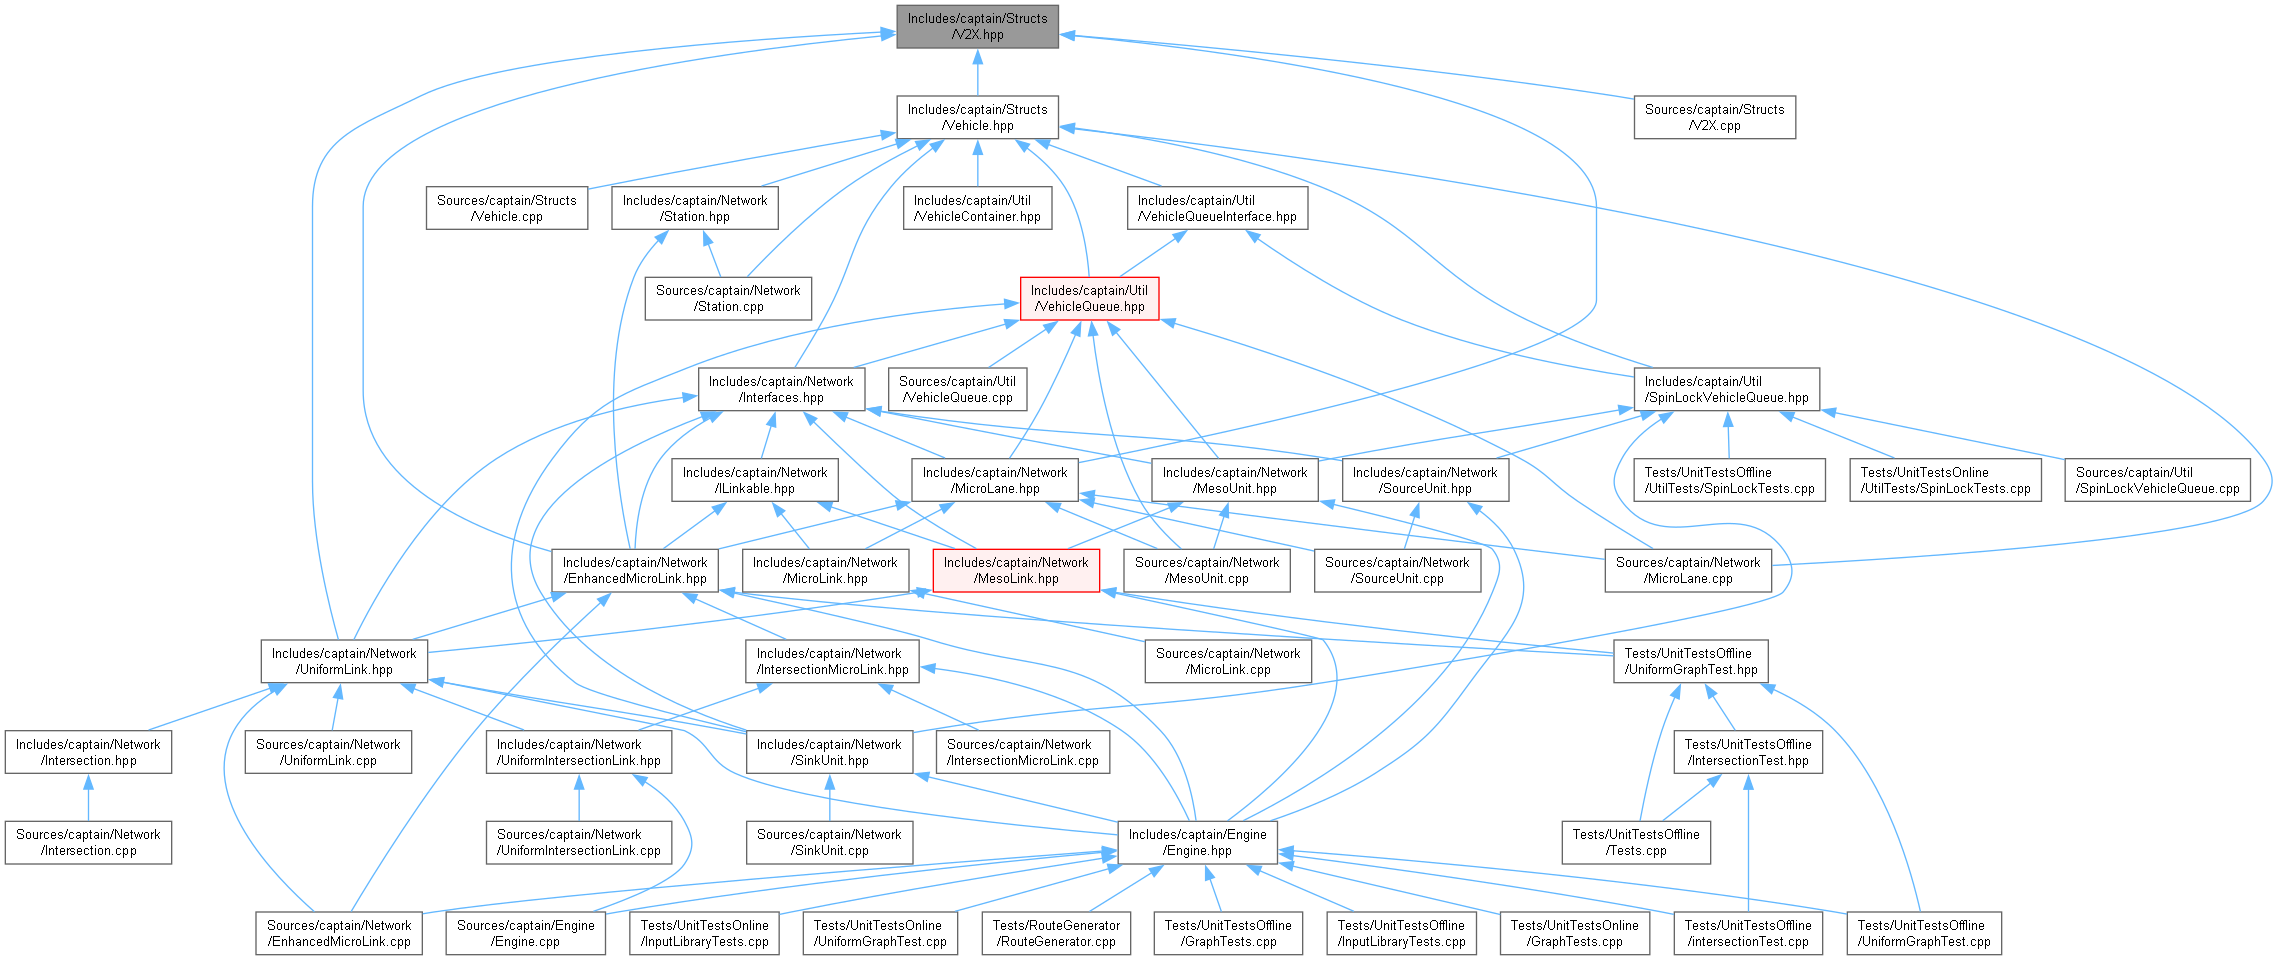 Includes/captain/Structs
/V2X.hpp
Includes/captain/Structs
/Vehicle.hpp
Sources/captain/Structs
/V2X.cpp
Sources/captain/Structs
/Vehicle.cpp
Includes/captain/Network
/Station.hpp
Includes/captain/Util
/VehicleContainer.hpp
Includes/captain/Util
/VehicleQueueInterface.hpp
Sources/captain/Network
/Station.cpp
Includes/captain/Util
/VehicleQueue.hpp
Includes/captain/Network
/Interfaces.hpp
Sources/captain/Util
/VehicleQueue.cpp
Includes/captain/Util
/SpinLockVehicleQueue.hpp
Includes/captain/Network
/ILinkable.hpp
Includes/captain/Network
/MicroLane.hpp
Includes/captain/Network
/MesoUnit.hpp
Includes/captain/Network
/SourceUnit.hpp
Tests/UnitTestsOffline
/UtilTests/SpinLockTests.cpp
Tests/UnitTestsOnline
/UtilTests/SpinLockTests.cpp
Sources/captain/Util
/SpinLockVehicleQueue.cpp
Includes/captain/Network
/EnhancedMicroLink.hpp
Includes/captain/Network
/MicroLink.hpp
Includes/captain/Network
/MesoLink.hpp
Sources/captain/Network
/MesoUnit.cpp
Sources/captain/Network
/SourceUnit.cpp
Sources/captain/Network
/MicroLane.cpp
Includes/captain/Network
/UniformLink.hpp
Includes/captain/Network
/IntersectionMicroLink.hpp
Sources/captain/Network
/MicroLink.cpp
Tests/UnitTestsOffline
/UniformGraphTest.hpp
Includes/captain/Network
/Intersection.hpp
Sources/captain/Network
/UniformLink.cpp
Includes/captain/Network
/UniformIntersectionLink.hpp
Includes/captain/Network
/SinkUnit.hpp
Sources/captain/Network
/IntersectionMicroLink.cpp
Tests/UnitTestsOffline
/IntersectionTest.hpp
Sources/captain/Network
/Intersection.cpp
Sources/captain/Network
/UniformIntersectionLink.cpp
Sources/captain/Network
/SinkUnit.cpp
Includes/captain/Engine
/Engine.hpp
Tests/UnitTestsOffline
/Tests.cpp
Sources/captain/Network
/EnhancedMicroLink.cpp
Sources/captain/Engine
/Engine.cpp
Tests/UnitTestsOnline
/InputLibraryTests.cpp
Tests/UnitTestsOnline
/UniformGraphTest.cpp
Tests/RouteGenerator
/RouteGenerator.cpp
Tests/UnitTestsOffline
/GraphTests.cpp
Tests/UnitTestsOffline
/InputLibraryTests.cpp
Tests/UnitTestsOnline
/GraphTests.cpp
Tests/UnitTestsOffline
/intersectionTest.cpp
Tests/UnitTestsOffline
/UniformGraphTest.cpp